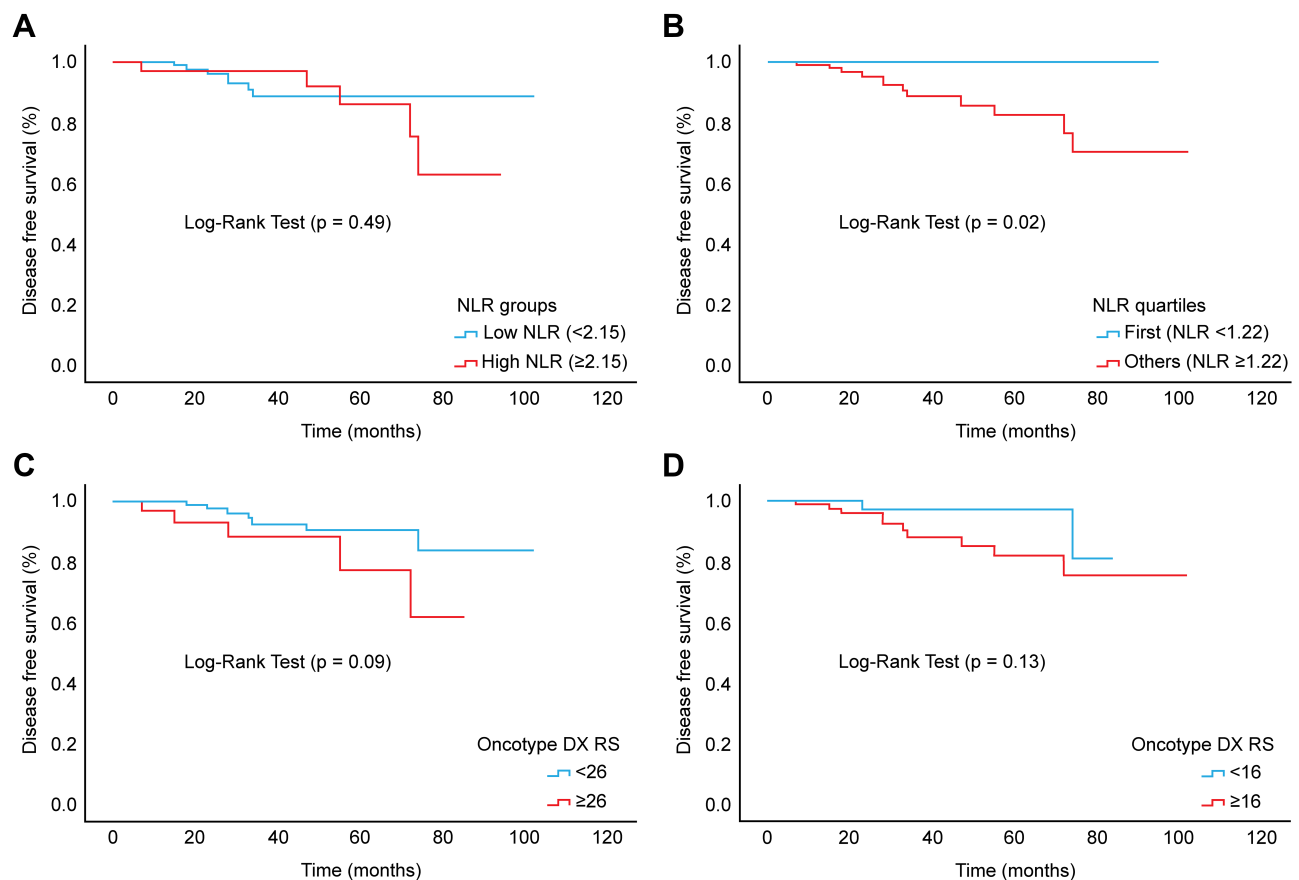 A
Disease free survival (%)
1.0
0.8
0.6
0.4
0.2
0.0
Log-Rank Test (p = 0.49)
NLR groups
Low NLR (<2.15)
High NLR (≥2.15)
0 20 40 60 80 100 120
Time (months)
B
Disease free survival (%)
1.0
0.8
0.6
0.4
0.2
0.0
Log-Rank Test (p = 0.02)
NLR quartiles
First (NLR <1.22)
Others (NLR ≥1.22)
0 20 40 60 80 100 120
Time (months)
C
Disease free survival (%)
1.0
0.8
0.6
0.4
0.2
0.0
Log-Rank Test (p = 0.09)
Oncotype DX RS
<26
≥26
0 20 40 60 80 100 120
Time (months)
D
Disease free survival (%)
1.0
0.8
0.6
0.4
0.2
0.0
Log-Rank Test (p = 0.13)
Oncotype DX RS
<16
≥16
0 20 40 60 80 100 120
Time (months)